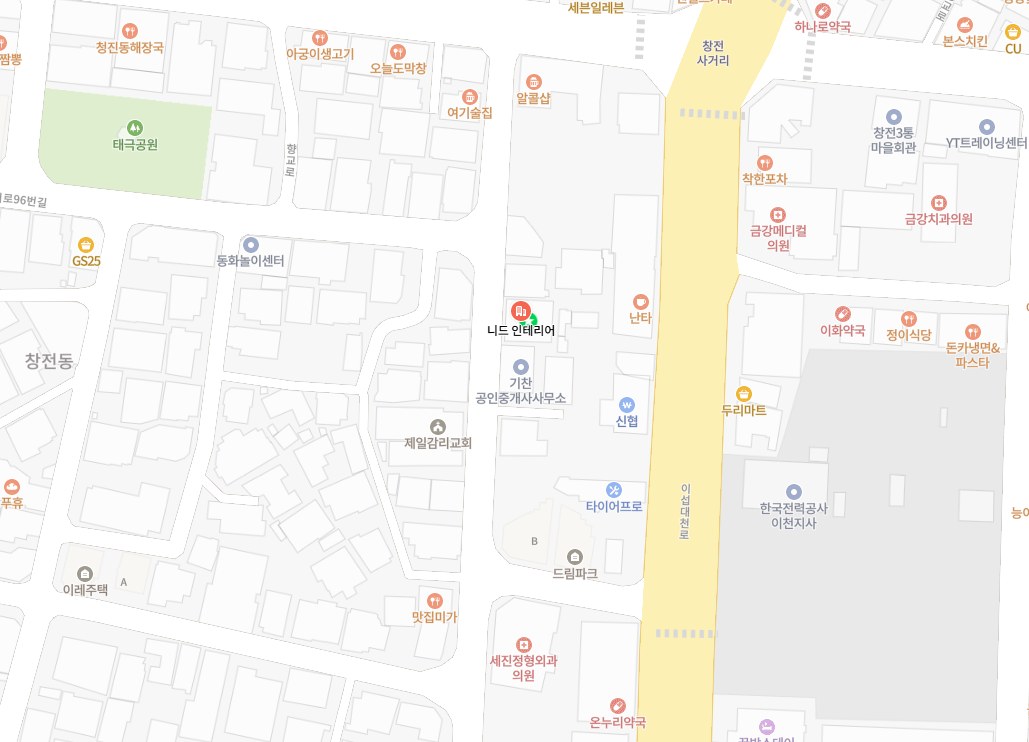 세븐일레븐
하나로약국
본스치킨
CU
청진동해장국
아궁이생고기
오늘도막창
창전
사거리
짬뽕
여기술집
알콜샵
태극공원
향교로
창전3통
마을회관
YT트레이닝센터
착한포차
로96번길
금강메디컬
의원
금강치과의원
GS25
동화놀이센터
니드 인테리어
난타
이화약국
정이식당
돈카냉면&
파스타
창전동
기찬
공인중개사사무소
두리마트
신협
제일감리교회
푸휴
타이어프로
이섭대천로
한국전력공사
이천지사
능이
B
드림파크
이레주택
A
맛집미가
세진정형외과
의원
온누리약국